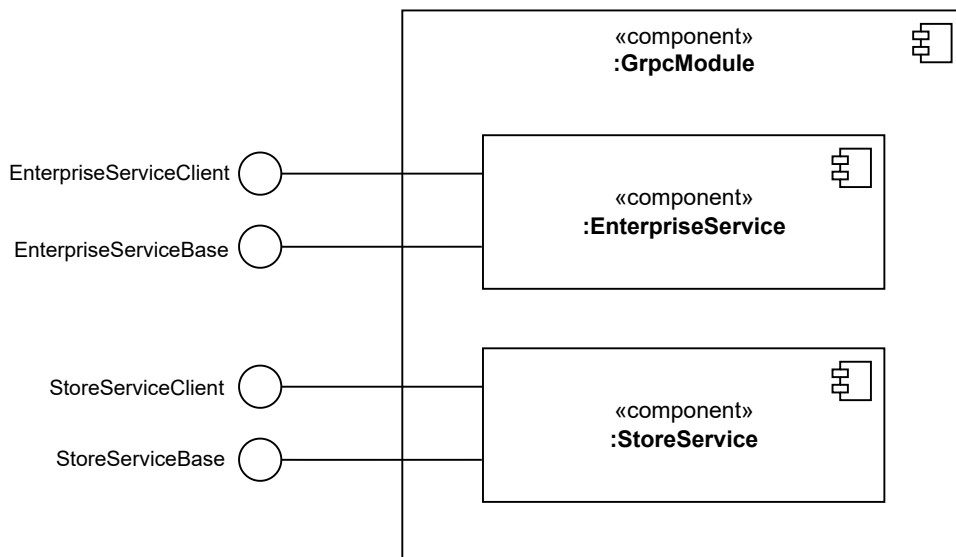 «component»
:GrpcModule
EnterpriseServiceClient
«component»
:EnterpriseService
EnterpriseServiceBase
StoreServiceClient
«component»
:StoreService
StoreServiceBase